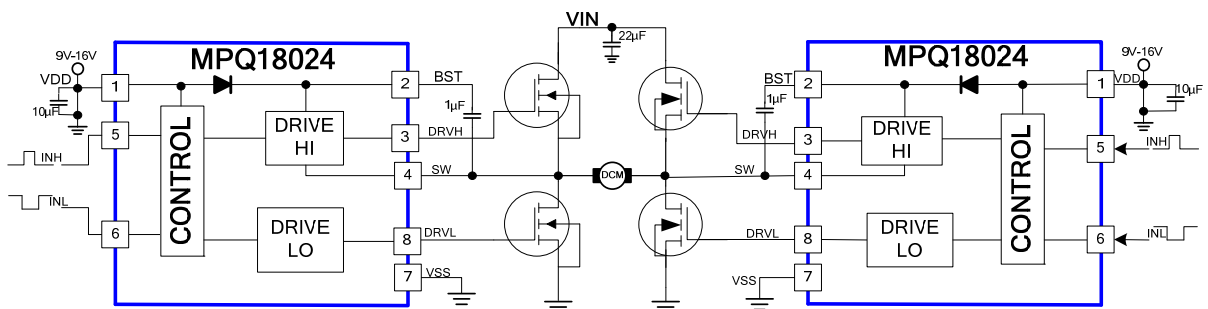 VIN
22µF
MPQ18024
9V-16V
VDD
10µF
1
2
BST
1µF
5
INH
CONTROL
DRIVE
HI
3
DRVH
4
SW
INL
6
DRIVE
LO
8
DRVL
7
VSS
DCM
MPQ18024
9V-16V
VDD
10µF
BST
2
1
1µF
DRVH
3
DRIVE
HI
CONTROL
5
INH
SW
4
DRVL
8
DRIVE
LO
6
INL
VSS
7